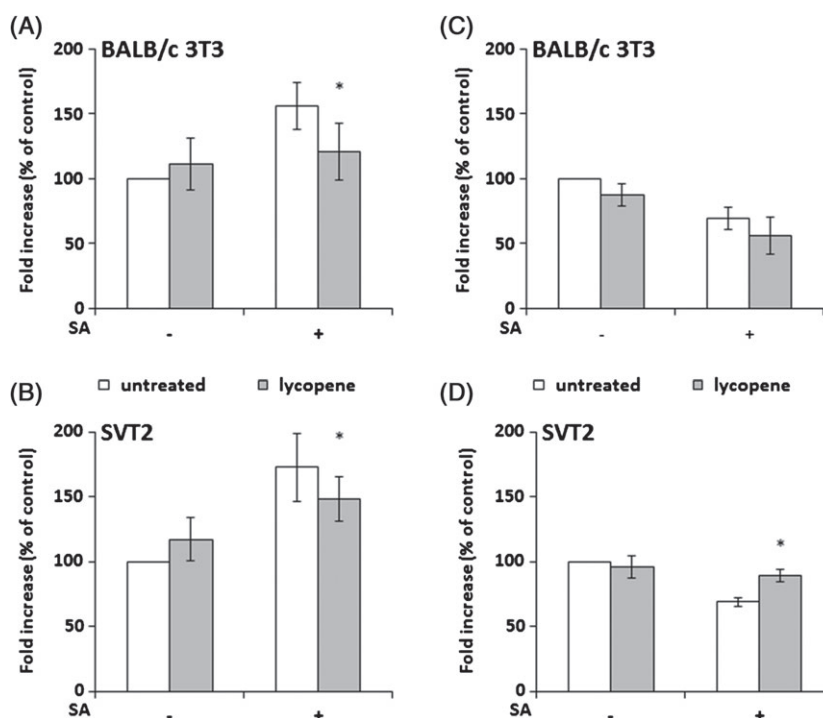 (A)
BALB/c 3T3
Fold increase (% of control)
200
150
100
50
0
*
SA
-
+
(C)
BALB/c 3T3
Fold increase (% of control)
200
150
100
50
0
SA
-
+
untreated lycopene
(B)
SVT2
Fold increase (% of control)
200
150
100
50
0
*
SA
-
+
untreated lycopene
(D)
SVT2
Fold increase (% of control)
200
150
100
50
0
*
SA
-
+